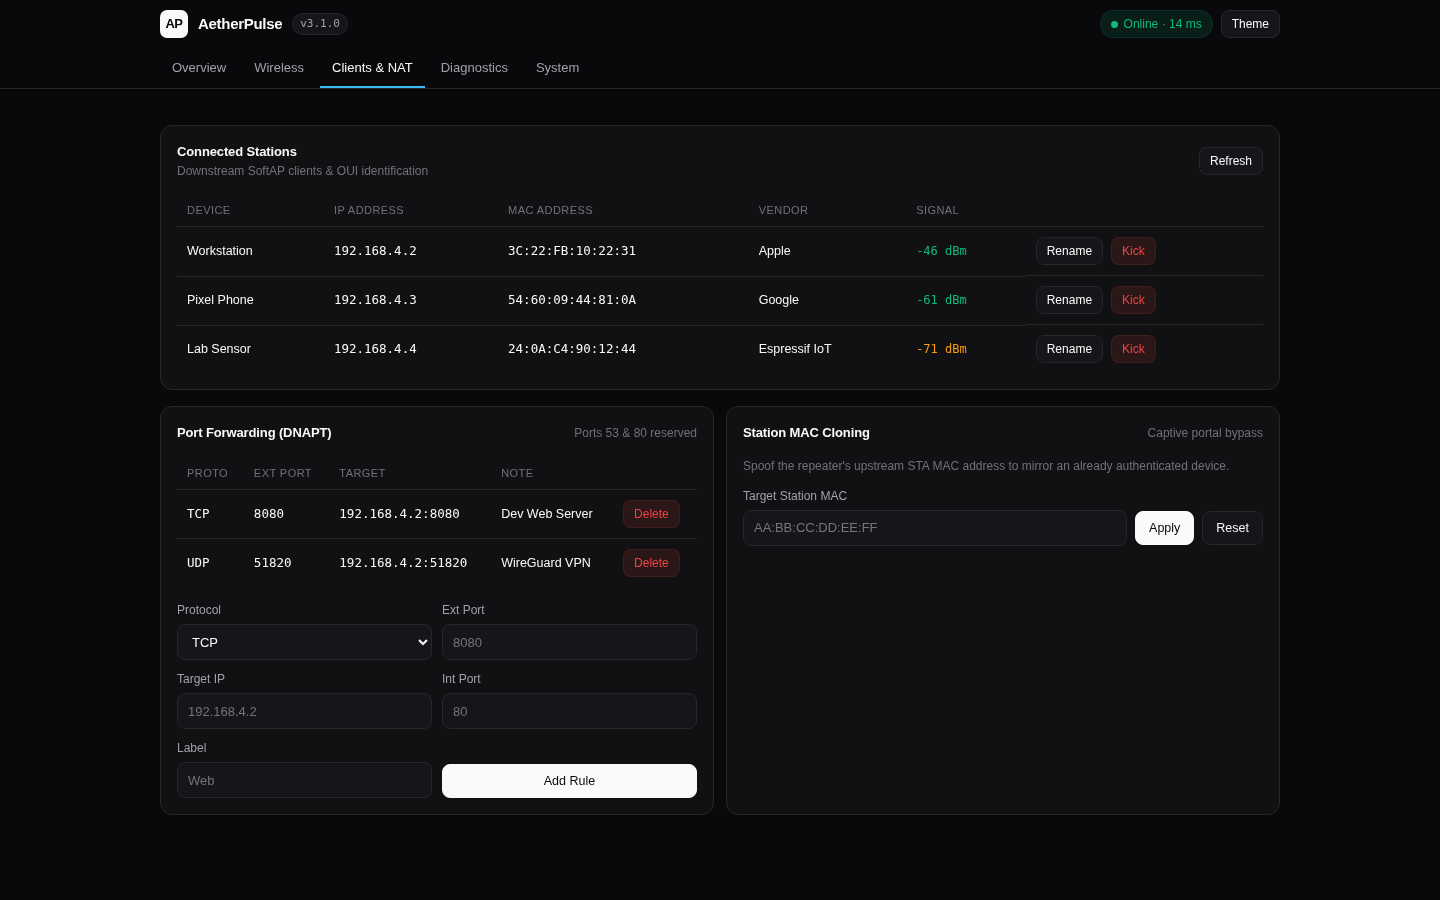 AP AetherPulse v3.1.0 Online · 14 ms Theme
Overview Wireless Clients & NAT Diagnostics System
Connected Stations
Downstream SoftAP clients & OUI identification
Refresh
DEVICE IP ADDRESS MAC ADDRESS VENDOR SIGNAL
Workstation 192.168.4.2 3C:22:FB:10:22:31 Apple -46 dBm Rename Kick
Pixel Phone 192.168.4.3 54:60:09:44:81:0A Google -61 dBm Rename Kick
Lab Sensor 192.168.4.4 24:0A:C4:90:12:44 Espressif IoT -71 dBm Rename Kick
Port Forwarding (DNAPT) Ports 53 & 80 reserved
PROTO EXT PORT TARGET NOTE
TCP 8080 192.168.4.2:8080 Dev Web Server Delete
UDP 51820 192.168.4.2:51820 WireGuard VPN Delete
Protocol Ext Port
TCP 8080
Target IP Int Port
192.168.4.2 80
Label
Web Add Rule
Station MAC Cloning Captive portal bypass
Spoof the repeater's upstream STA MAC address to mirror an already authenticated device.
Target Station MAC
AA:BB:CC:DD:EE:FF Apply Reset